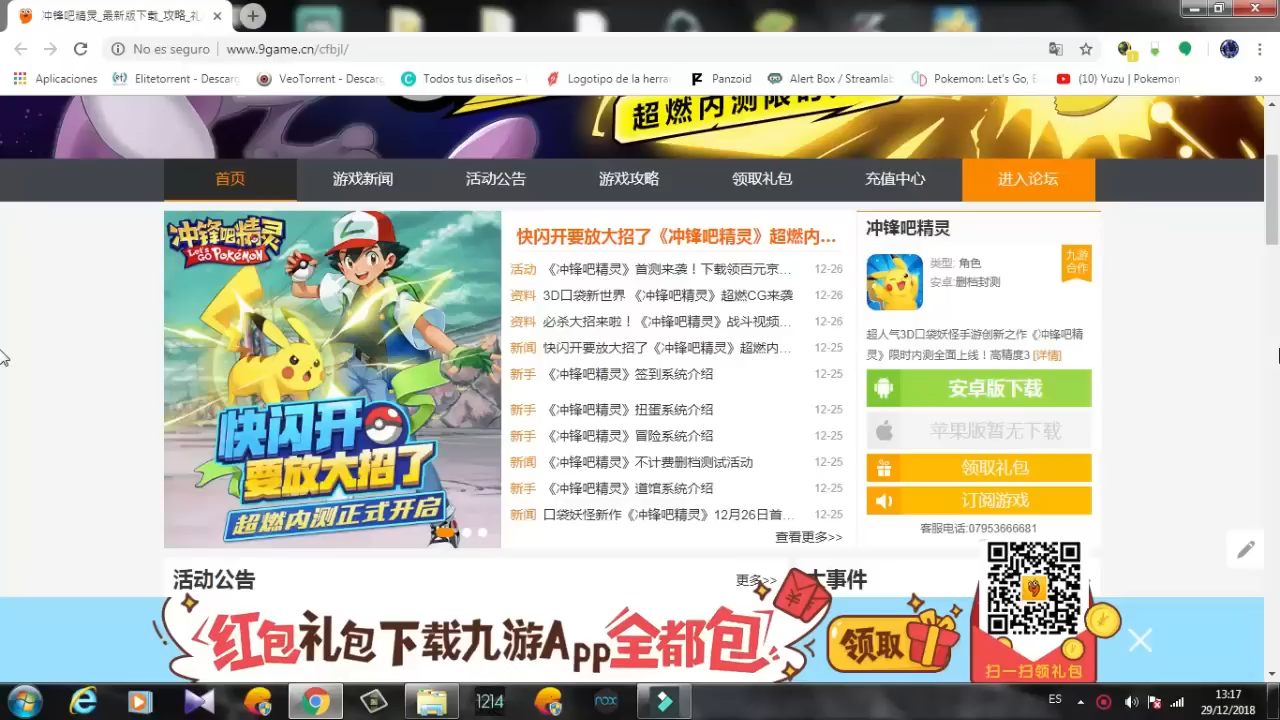 冲锋吧精灵_最新版下载_攻略_礼
No es seguro
www.9game.cn/cfbjl/
Aplicaciones
Elitetorrent - Descarg
VeoTorrent - Descarg
Todos tus diseños –
Logotipo de la herra
Panzoid
Alert Box / Streamlab
Pokemon: Let's Go, E
(10) Yuzu | Pokemon
»
首页
游戏新闻
活动公告
游戏攻略
领取礼包
充值中心
进入论坛
冲锋吧精灵
LET'S GO POKÉMON
快闪开
要放大招了
超燃内测正式开启
快闪开要放大招了《冲锋吧精灵》超燃内...
活动 《冲锋吧精灵》首测来袭！下载领百元京... 12-26
资料 3D口袋新世界 《冲锋吧精灵》超燃CG来袭 12-26
资料 必杀大招来啦！《冲锋吧精灵》战斗视频... 12-26
新闻 快闪开要放大招了《冲锋吧精灵》超燃内... 12-25
新手 《冲锋吧精灵》签到系统介绍 12-25
新手 《冲锋吧精灵》扭蛋系统介绍 12-25
新手 《冲锋吧精灵》冒险系统介绍 12-25
新闻 《冲锋吧精灵》不计费删档测试活动 12-25
新手 《冲锋吧精灵》道馆系统介绍 12-25
新闻 口袋妖怪新作《冲锋吧精灵》12月26日首... 12-25
查看更多>>
冲锋吧精灵
类型: 角色
安卓: 删档封测
九游
合作
超人气3D口袋妖怪手游创新之作《冲锋吧精
灵》限时内测全面上线！高精度3 [详情]
安卓版下载
苹果版暂无下载
领取礼包
订阅游戏
客服电话:07953666681
活动公告
更多>>
大事件
红包礼包下载九游App全都包
领取
扫一扫领礼包
1214
nox
ES
13:17
29/12/2018